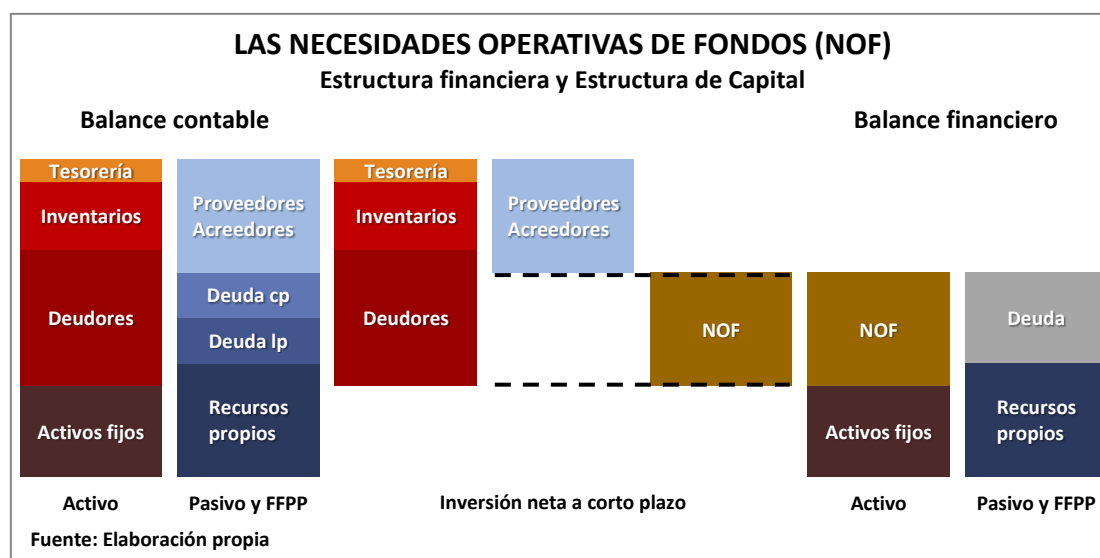 LAS NECESIDADES OPERATIVAS DE FONDOS (NOF)
Estructura financiera y Estructura de Capital
Balance contable
Balance financiero
Tesorería
Inventarios
Deudores
Activos fijos
Proveedores
Acreedores
Deuda cp
Deuda lp
Recursos
propios
Tesorería
Inventarios
Deudores
Proveedores
Acreedores
NOF
NOF
Activos fijos
Deuda
Recursos
propios
Activo
Pasivo y FFPP
Inversión neta a corto plazo
Activo
Pasivo y FFPP
Fuente: Elaboración propia